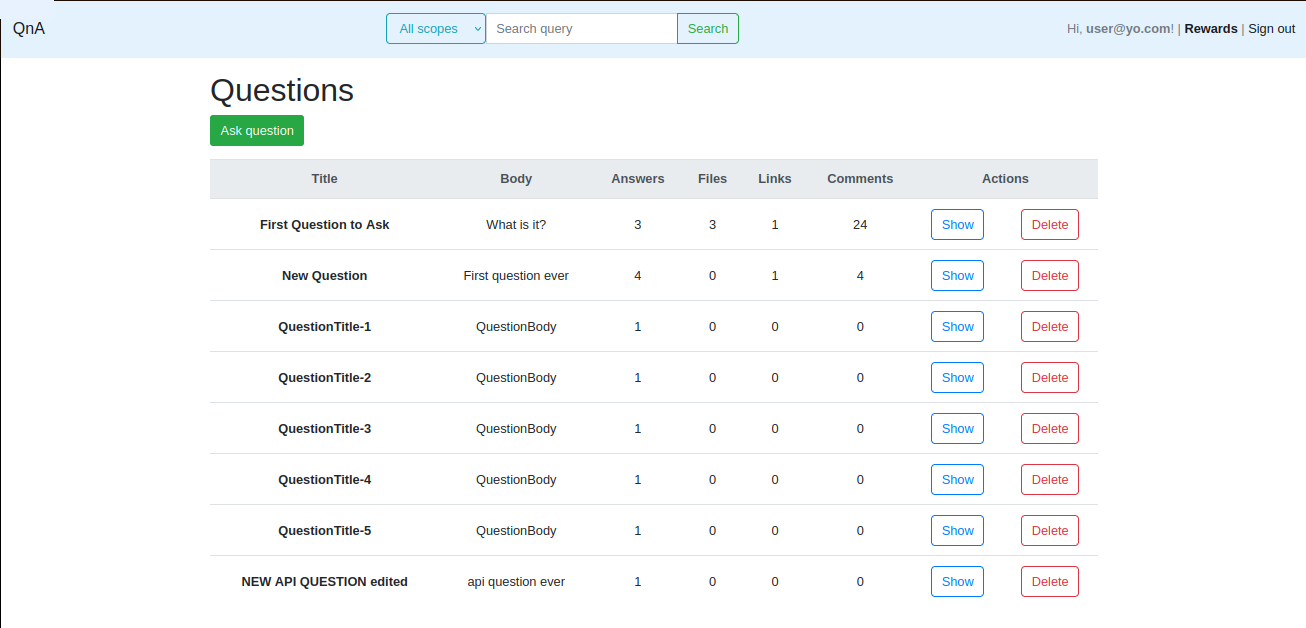 QnA All scopes Search query Search Hi, user@yo.com! | Rewards | Sign out
Questions
Ask question
Title Body Answers Files Links Comments Actions
First Question to Ask What is it? 3 3 1 24 Show Delete
New Question First question ever 4 0 1 4 Show Delete
QuestionTitle-1 QuestionBody 1 0 0 0 Show Delete
QuestionTitle-2 QuestionBody 1 0 0 0 Show Delete
QuestionTitle-3 QuestionBody 1 0 0 0 Show Delete
QuestionTitle-4 QuestionBody 1 0 0 0 Show Delete
QuestionTitle-5 QuestionBody 1 0 0 0 Show Delete
NEW API QUESTION edited api question ever 1 0 0 0 Show Delete